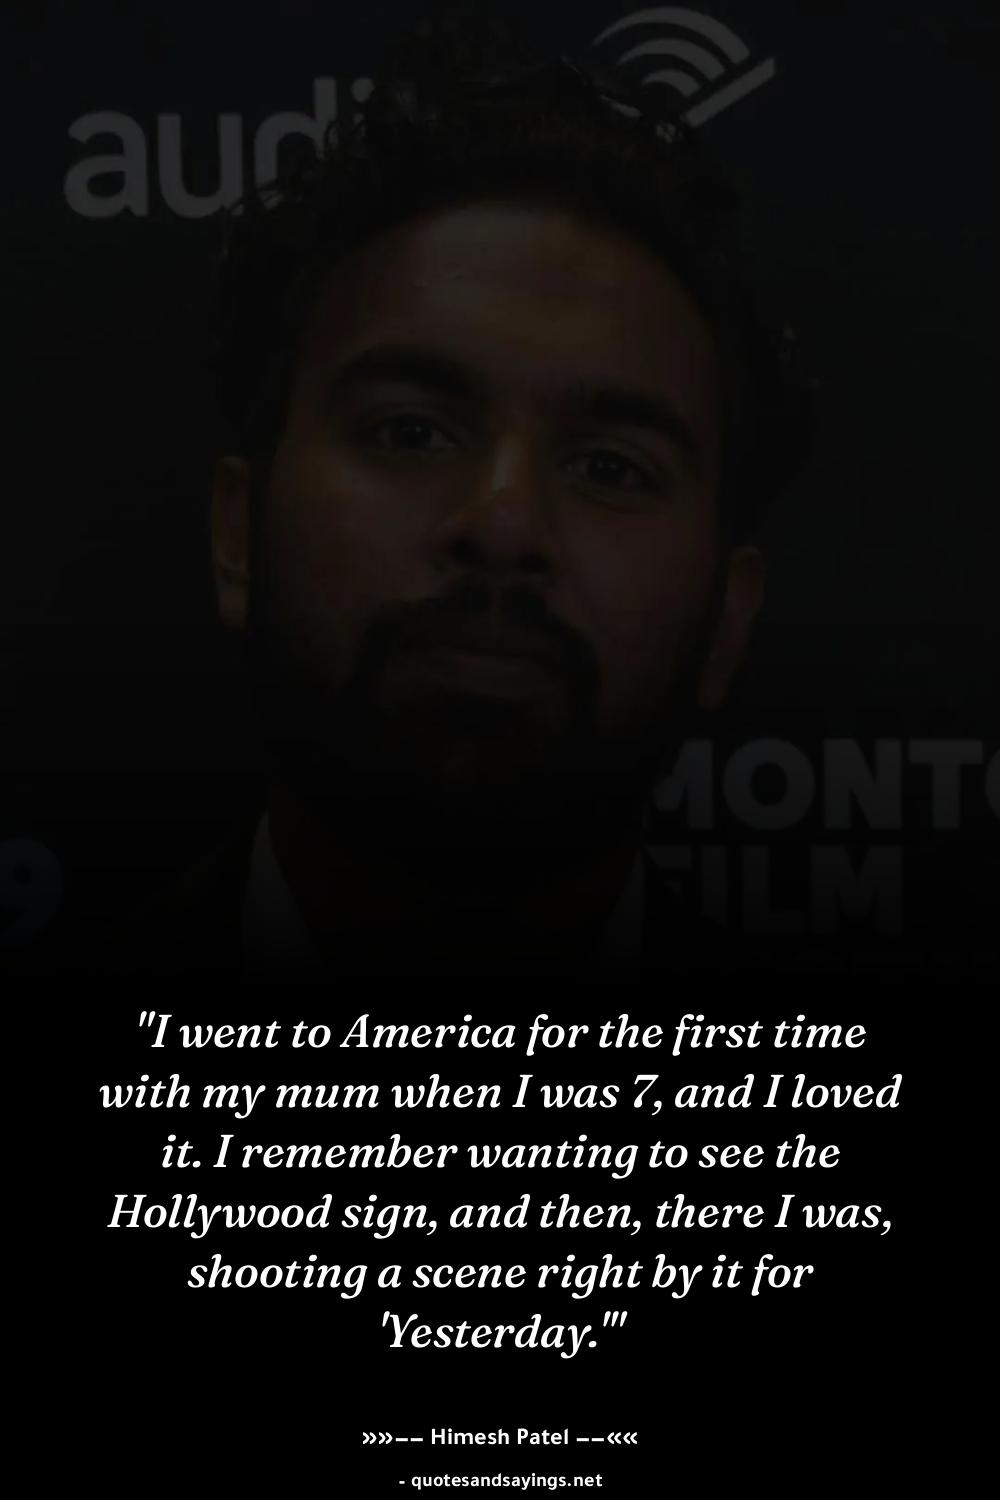 audi
MONTC
FILM
9
"I went to America for the first time
with my mum when I was 7, and I loved
it. I remember wanting to see the
Hollywood sign, and then, there I was,
shooting a scene right by it for
'Yesterday.'"
»»−− Himesh Patel −−««
- quotesandsayings.net